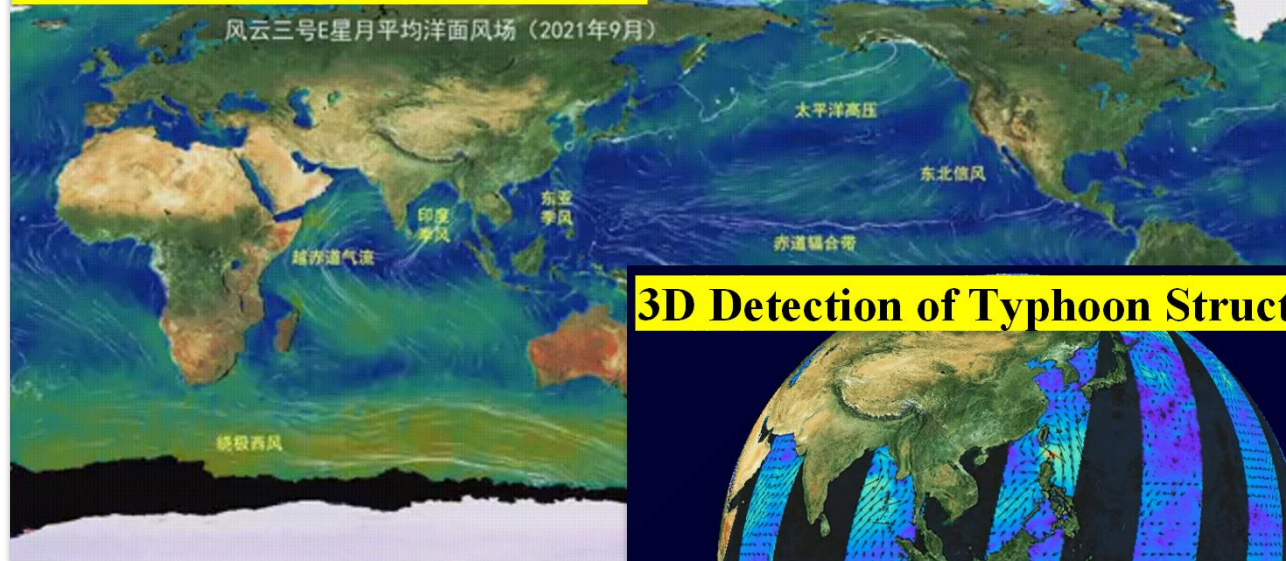 风云三号E星月平均洋面风场（2021年9月）
太平洋高压
东北信风
东亚
季风
印度
季风
越赤道气流
赤道辐合带
3D Detection of Typhoon Struct
绕极西风